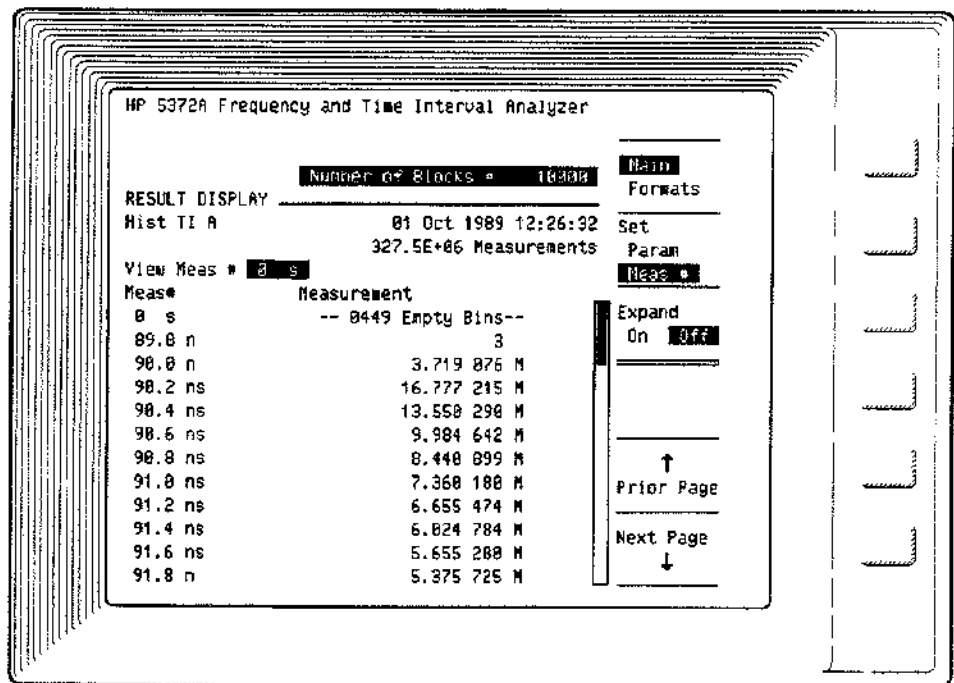 HP 5372A Frequency and Time Interval Analyzer
Number of Blocks = 10000
RESULT DISPLAY
Hist TI A 01 Oct 1989 12:26:32
327.5E+06 Measurements
View Meas # 0 s
Meas# Measurement
0 s -- 0449 Empty Bins--
89.8 n 3
90.0 n 3.719 076 M
90.2 ns 16.777 215 M
90.4 ns 13.550 290 M
90.6 ns 9.984 642 M
90.8 ns 8.440 899 M
91.0 ns 7.360 180 M
91.2 ns 6.655 474 M
91.4 ns 6.024 784 M
91.6 ns 5.655 280 M
91.8 n 5.375 725 M
Main
Formats
Set
Param
Meas #
Expand
On Off
↑
Prior Page
Next Page
↓